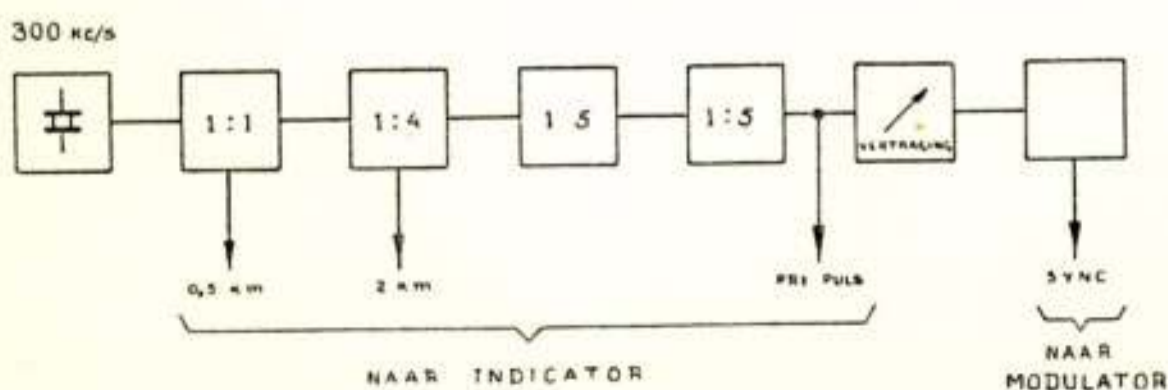 300 Kc/s
1:1
1:4
1 5
1:5
VERTRAGING
0,5 Km
2 Km
PRI PULS
SYNC
NAAR INDICATOR
NAAR
MODULATOR